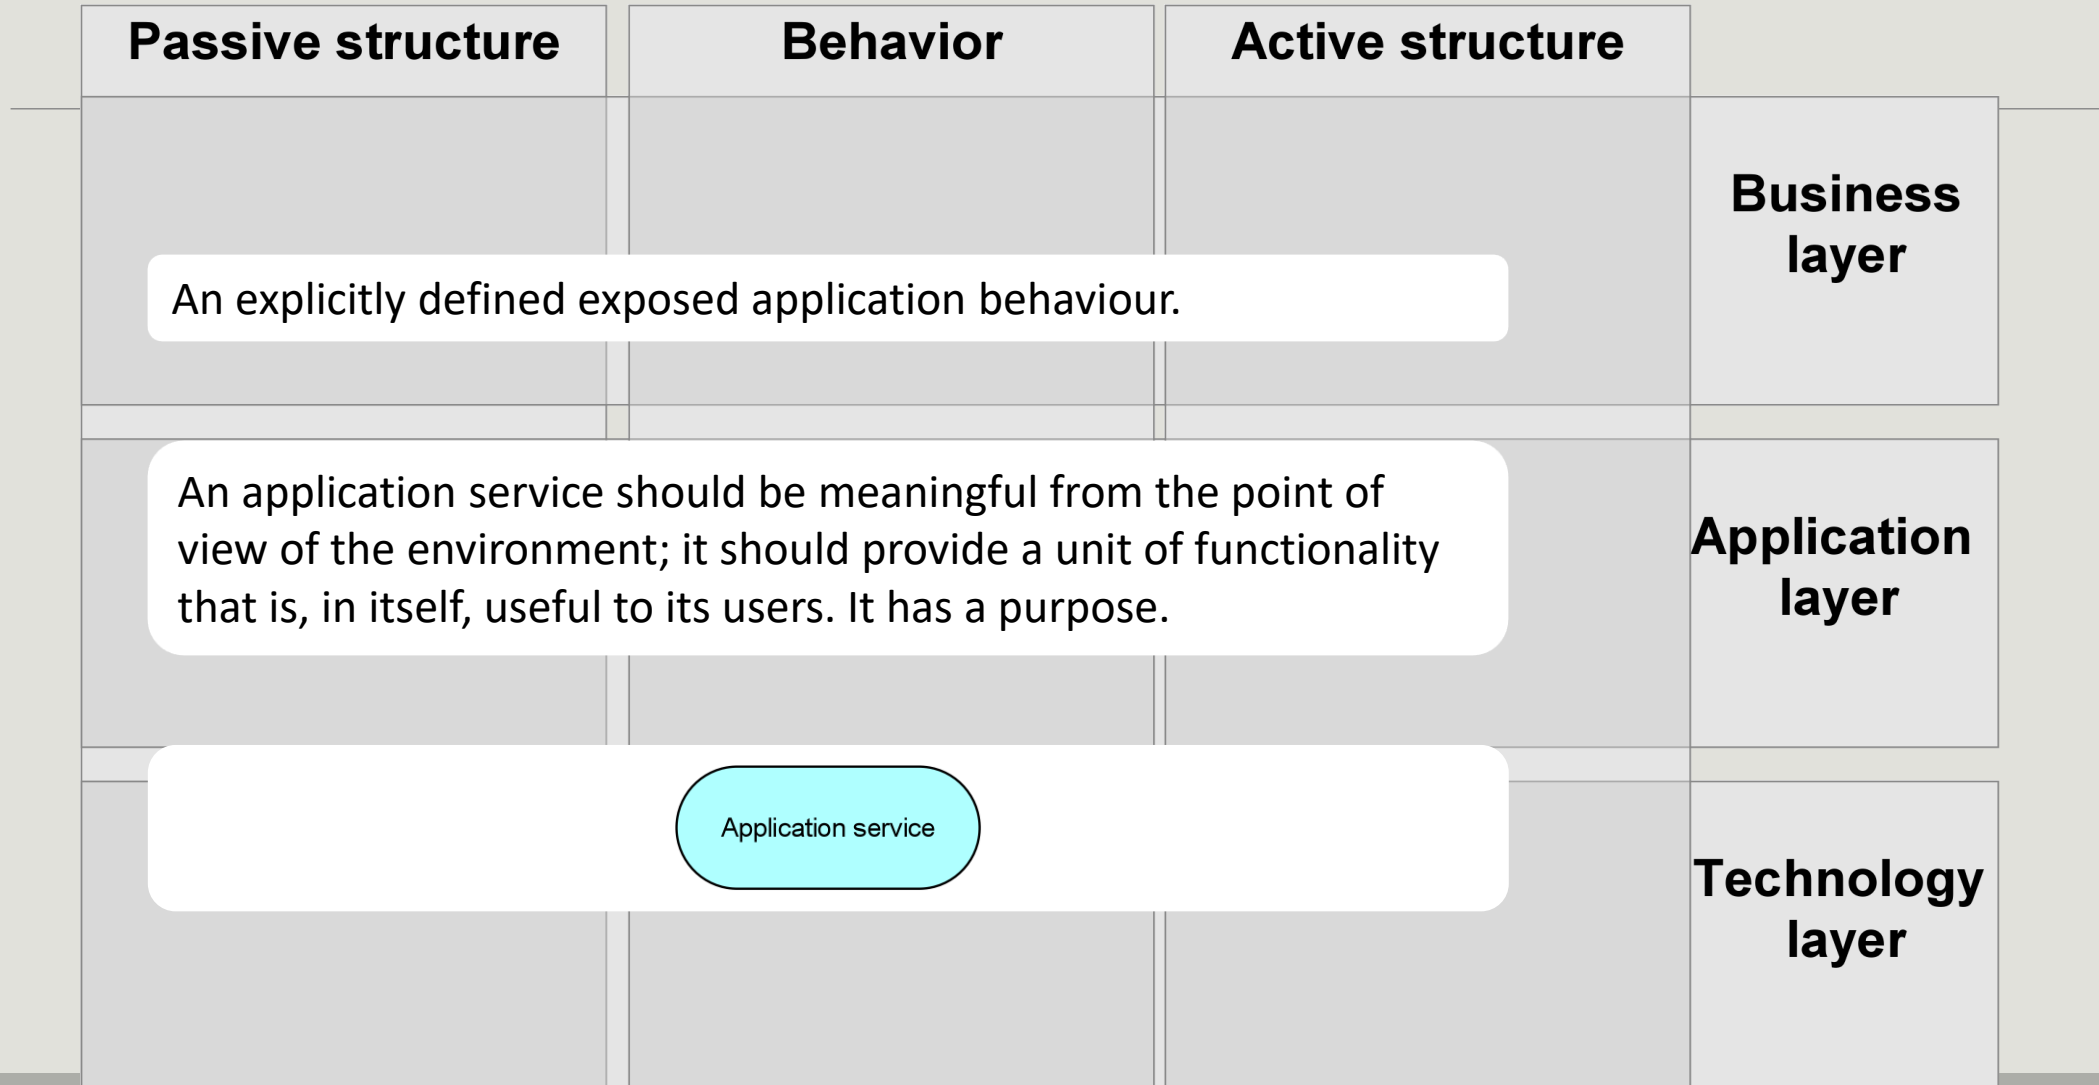 Passive structure
Behavior
Active structure
Business
layer
An explicitly defined exposed application behaviour.
An application service should be meaningful from the point of
view of the environment; it should provide a unit of functionality
that is, in itself, useful to its users. It has a purpose.
Application
layer
Application service
Technology
layer